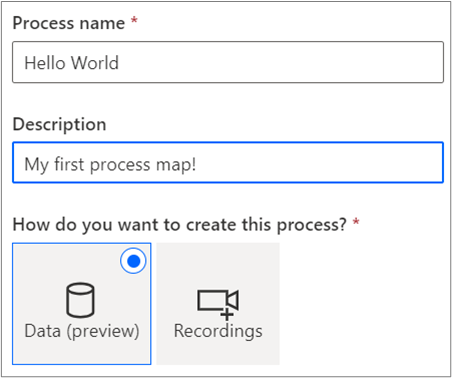 Process name *
Hello World
Description
My first process map!
How do you want to create this process? *
Data (preview)
Recordings